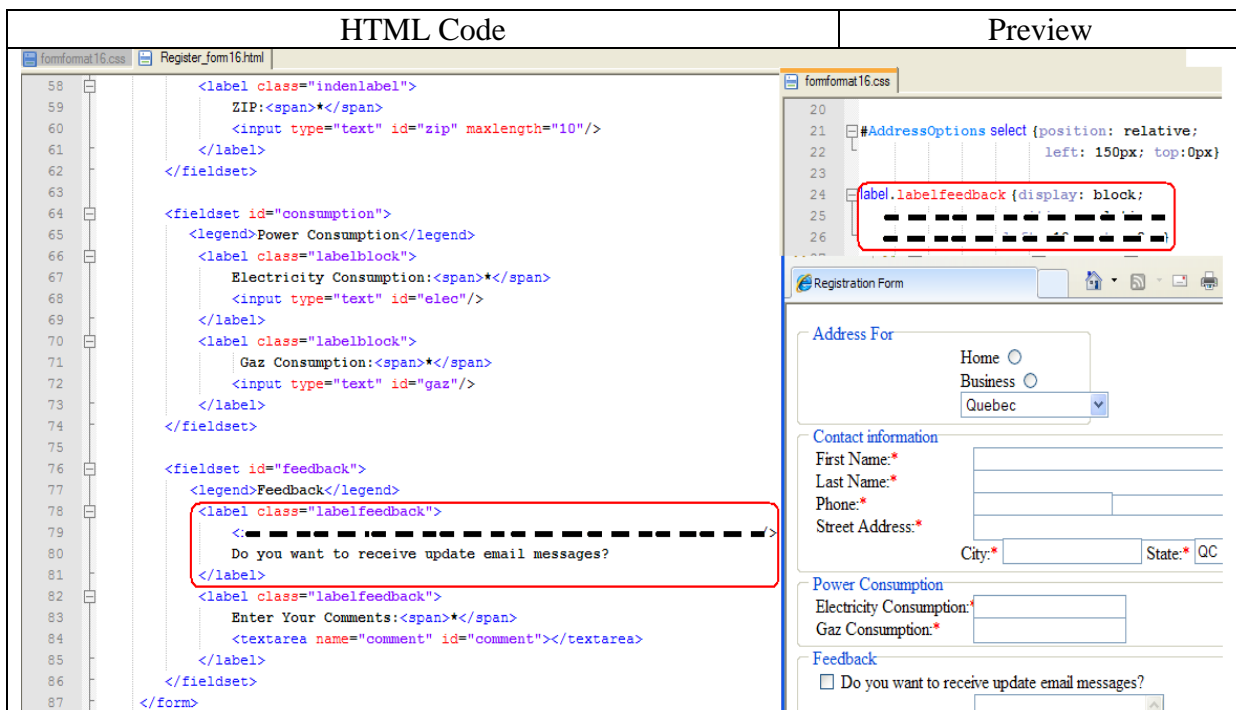 HTML Code
Preview
formformat16.css
Register_form16.html
58 <label class="indenlabel">
59 ZIP:<span>*</span>
60 <input type="text" id="zip" maxlength="10"/>
61 </label>
62 </fieldset>
63
64 <fieldset id="consumption">
65 <legend>Power Consumption</legend>
66 <label class="labelblock">
67 Electricity Consumption:<span>*</span>
68 <input type="text" id="elec"/>
69 </label>
70 <label class="labelblock">
71 Gaz Consumption:<span>*</span>
72 <input type="text" id="gaz"/>
73 </label>
74 </fieldset>
75
76 <fieldset id="feedback">
77 <legend>Feedback</legend>
78 <label class="labelfeedback">
79 < />
80 Do you want to receive update email messages?
81 </label>
82 <label class="labelfeedback">
83 Enter Your Comments:<span>*</span>
84 <textarea name="comment" id="comment"></textarea>
85 </label>
86 </fieldset>
87 </form>
formformat16.css
20
21 #AddressOptions select {position: relative;
22 left: 150px; top:0px}
23
24 label.labelfeedback {display: block;
25
26 }
Registration Form
Address For
Home
Business
Quebec
Contact information
First Name:*
Last Name:*
Phone:*
Street Address:*
City:* State:* QC
Power Consumption
Electricity Consumption:*
Gaz Consumption:*
Feedback
Do you want to receive update email messages?